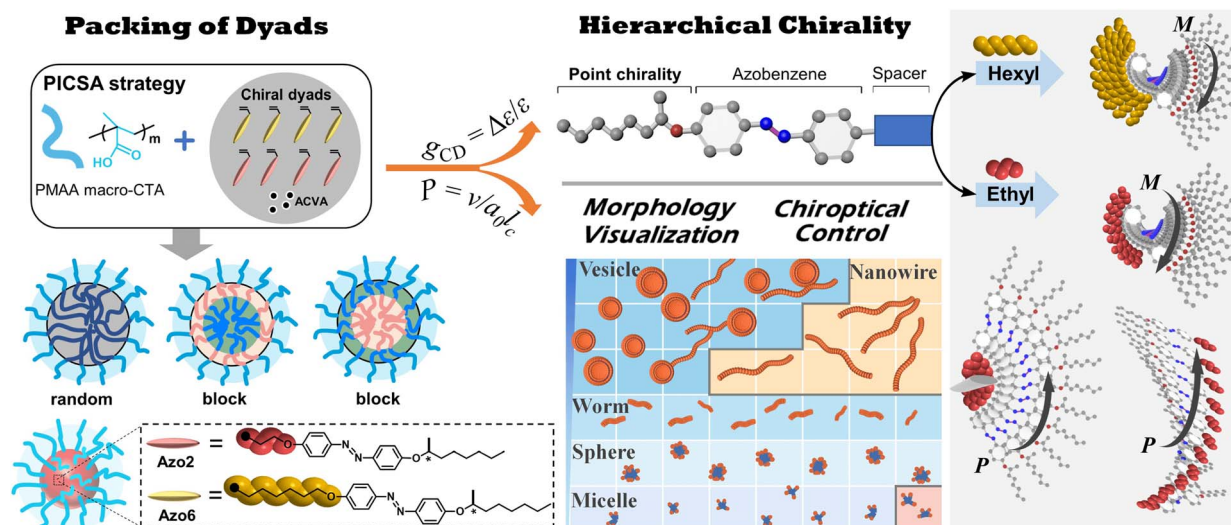 Packing of Dyads
PICSA strategy
m
HO
O
PMAA macro-CTA
+
Chiral dyads
ACVA
random
block
block
Azo2
=
O
N
N
O
*
Azo6
=
O
N
N
O
*
g_CD = Δε/ε
P = ν/a₀l_c
Hierarchical Chirality
Point chirality
Azobenzene
Spacer
Morphology
Visualization
Chiroptical
Control
Vesicle
Nanowire
Worm
Sphere
Micelle
Hexyl
M
Ethyl
M
P
P